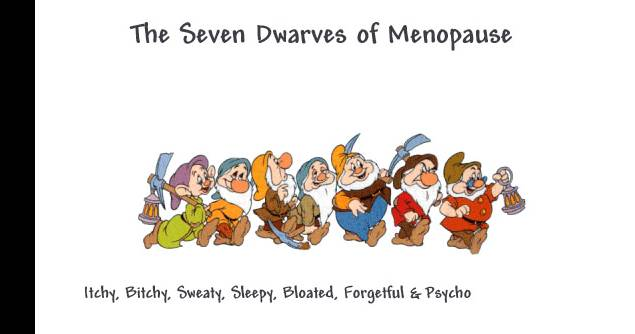 The Seven Dwarves of Menopause
Itchy, Bitchy, Sweaty, Sleepy, Bloated, Forgetful & Psycho